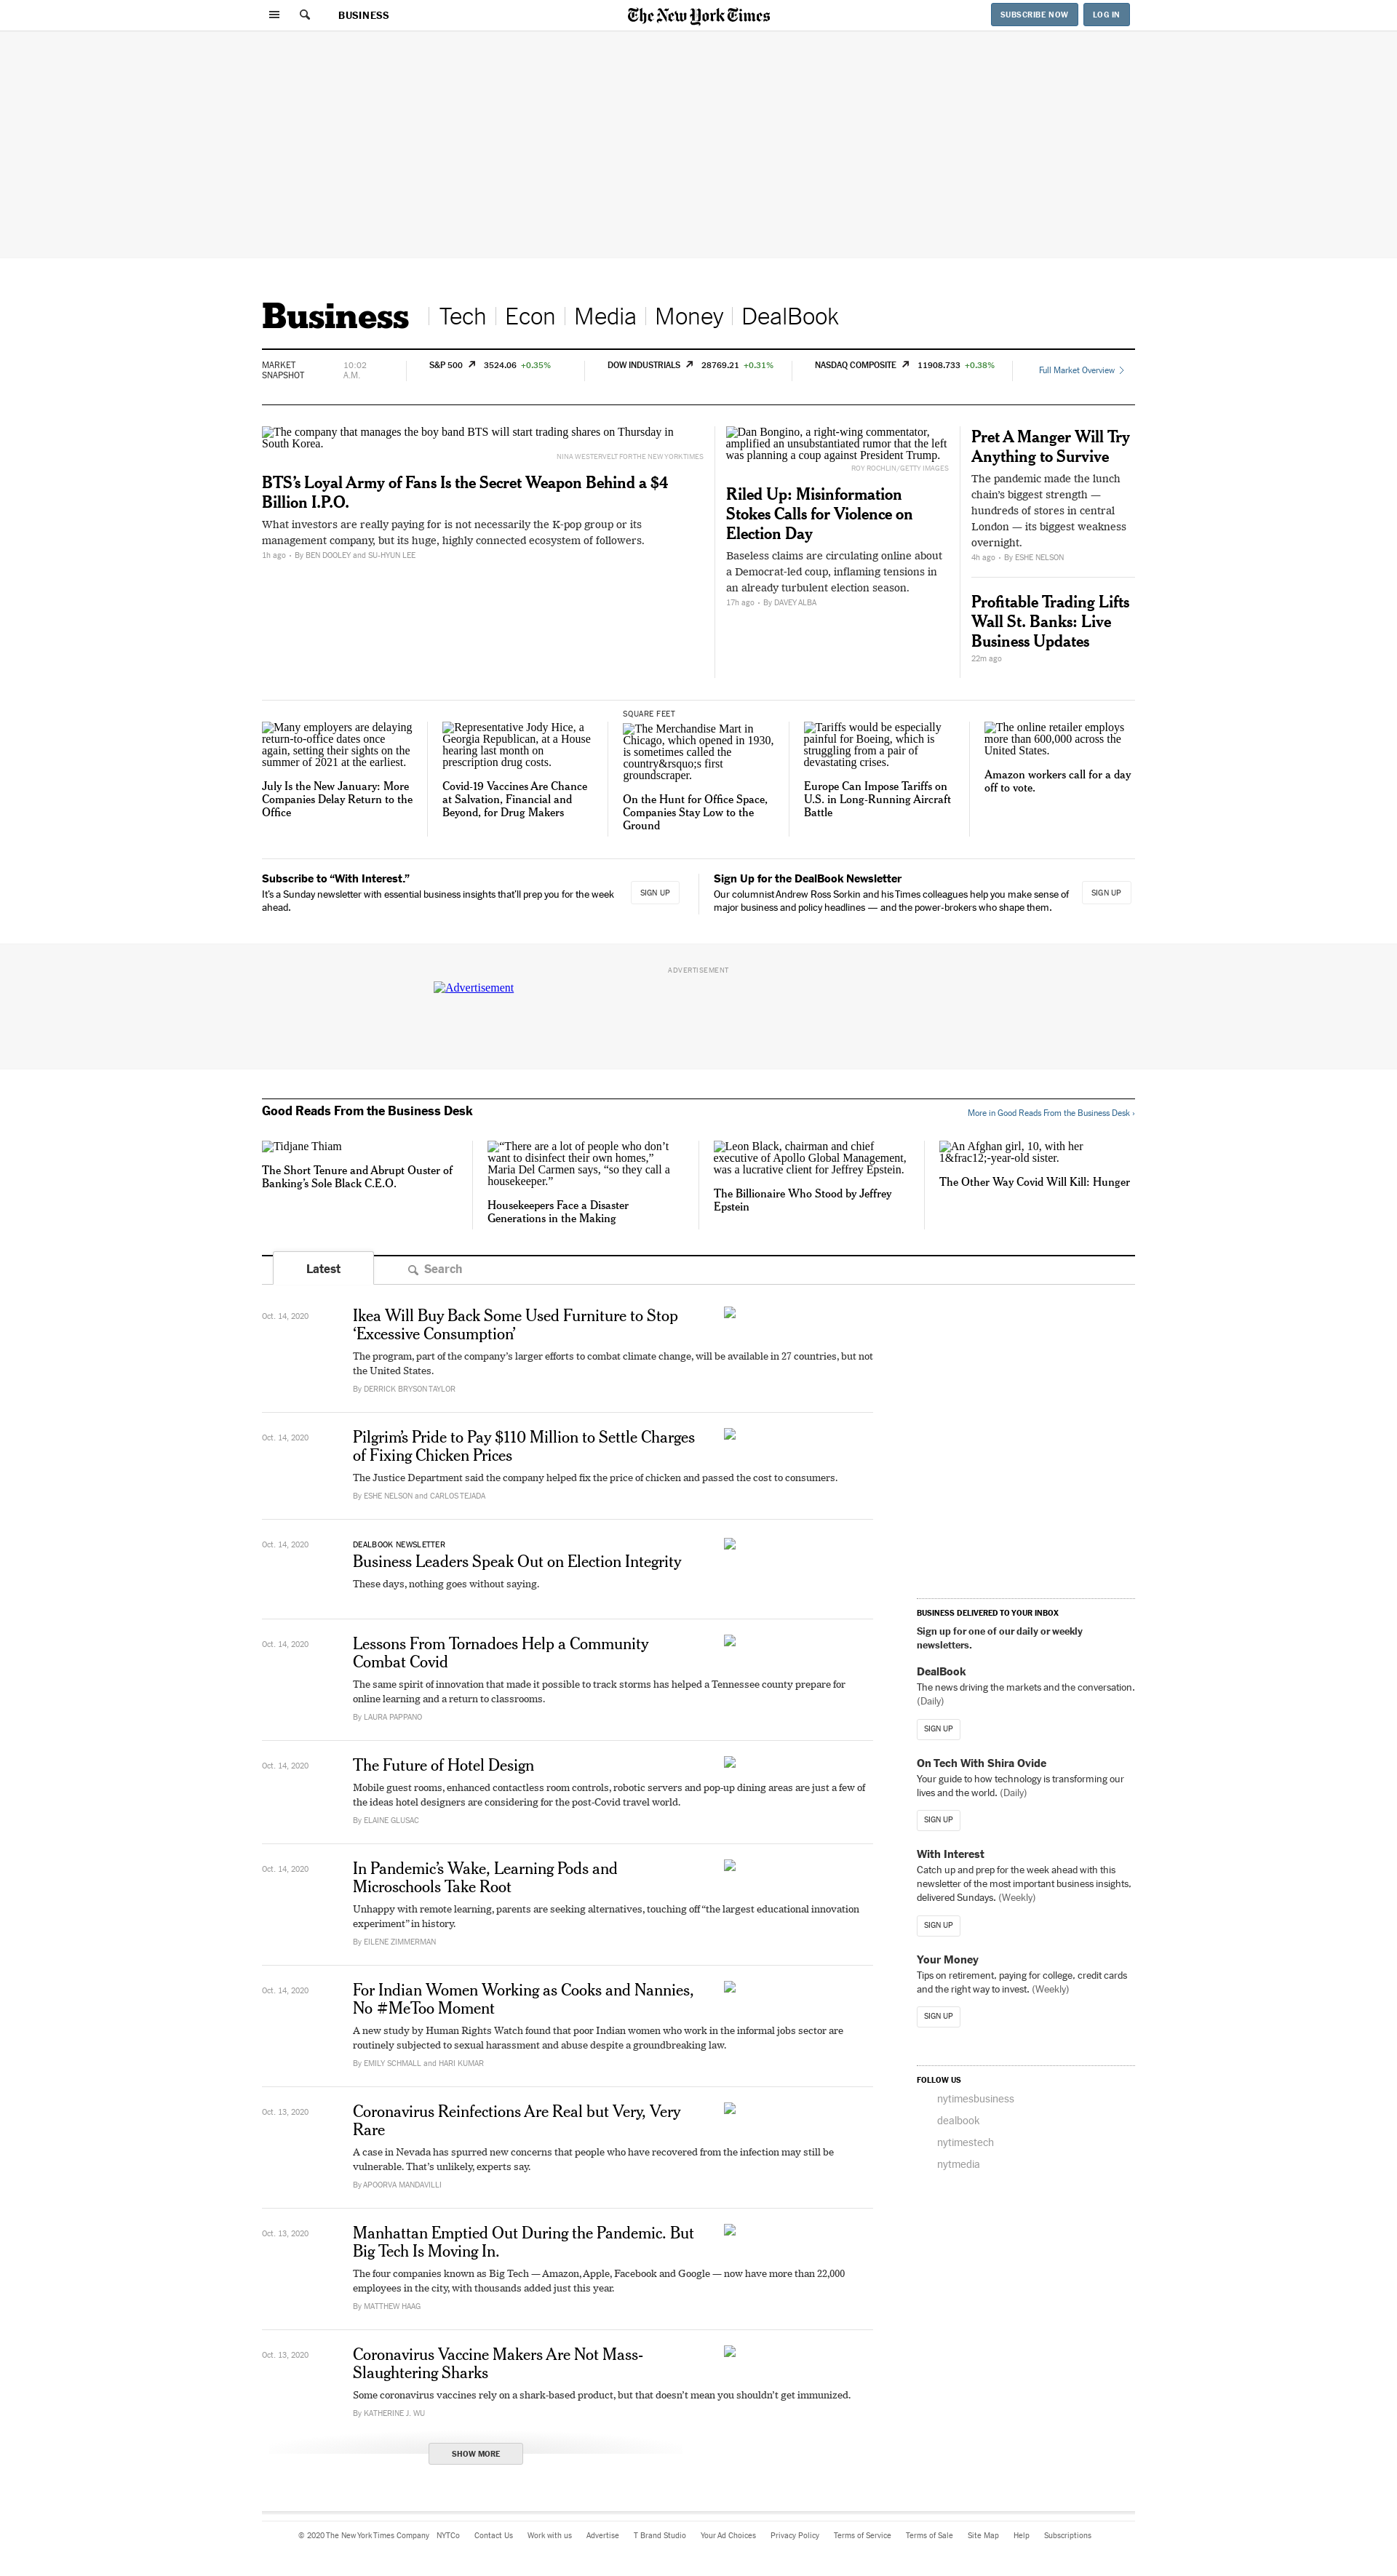 BUSINESS
The New York Times
SUBSCRIBE NOW
LOG IN
Business
Tech
Econ
Media
Money
DealBook
MARKET
SNAPSHOT
10:02
A.M.
S&P 500 3524.06 +0.35%
DOW INDUSTRIALS 28769.21 +0.31%
NASDAQ COMPOSITE 11908.733 +0.38%
Full Market Overview
The company that manages the boy band BTS will start trading shares on Thursday in
South Korea.
NINA WESTERVELT FOR THE NEW YORK TIMES
BTS’s Loyal Army of Fans Is the Secret Weapon Behind a $4
Billion I.P.O.
What investors are really paying for is not necessarily the K-pop group or its
management company, but its huge, highly connected ecosystem of followers.
1h ago • By BEN DOOLEY and SU-HYUN LEE
Dan Bongino, a right-wing commentator,
amplified an unsubstantiated rumor that the left
was planning a coup against President Trump.
ROY ROCHLIN/GETTY IMAGES
Riled Up: Misinformation
Stokes Calls for Violence on
Election Day
Baseless claims are circulating online about
a Democrat-led coup, inflaming tensions in
an already turbulent election season.
17h ago • By DAVEY ALBA
Pret A Manger Will Try
Anything to Survive
The pandemic made the lunch
chain’s biggest strength —
hundreds of stores in central
London — its biggest weakness
overnight.
4h ago • By ESHE NELSON
Profitable Trading Lifts
Wall St. Banks: Live
Business Updates
22m ago
Many employers are delaying
return-to-office dates once
again, setting their sights on the
summer of 2021 at the earliest.
July Is the New January: More
Companies Delay Return to the
Office
Representative Jody Hice, a
Georgia Republican, at a House
hearing last month on
prescription drug costs.
Covid-19 Vaccines Are Chance
at Salvation, Financial and
Beyond, for Drug Makers
SQUARE FEET
The Merchandise Mart in
Chicago, which opened in 1930,
is sometimes called the
country&rsquo;s first
groundscraper.
On the Hunt for Office Space,
Companies Stay Low to the
Ground
Tariffs would be especially
painful for Boeing, which is
struggling from a pair of
devastating crises.
Europe Can Impose Tariffs on
U.S. in Long-Running Aircraft
Battle
The online retailer employs
more than 600,000 across the
United States.
Amazon workers call for a day
off to vote.
Subscribe to “With Interest.”
It’s a Sunday newsletter with essential business insights that’ll prep you for the week
ahead.
SIGN UP
Sign Up for the DealBook Newsletter
Our columnist Andrew Ross Sorkin and his Times colleagues help you make sense of
major business and policy headlines — and the power-brokers who shape them.
SIGN UP
ADVERTISEMENT
Advertisement
Good Reads From the Business Desk
More in Good Reads From the Business Desk ›
Tidjane Thiam
The Short Tenure and Abrupt Ouster of
Banking’s Sole Black C.E.O.
“There are a lot of people who don’t
want to disinfect their own homes,”
Maria Del Carmen says, “so they call a
housekeeper.”
Housekeepers Face a Disaster
Generations in the Making
Leon Black, chairman and chief
executive of Apollo Global Management,
was a lucrative client for Jeffrey Epstein.
The Billionaire Who Stood by Jeffrey
Epstein
An Afghan girl, 10, with her
1&frac12;-year-old sister.
The Other Way Covid Will Kill: Hunger
Latest
Search
Oct. 14, 2020
Ikea Will Buy Back Some Used Furniture to Stop
‘Excessive Consumption’
The program, part of the company’s larger efforts to combat climate change, will be available in 27 countries, but not
the United States.
By DERRICK BRYSON TAYLOR
Oct. 14, 2020
Pilgrim’s Pride to Pay $110 Million to Settle Charges
of Fixing Chicken Prices
The Justice Department said the company helped fix the price of chicken and passed the cost to consumers.
By ESHE NELSON and CARLOS TEJADA
Oct. 14, 2020
DEALBOOK NEWSLETTER
Business Leaders Speak Out on Election Integrity
These days, nothing goes without saying.
Oct. 14, 2020
Lessons From Tornadoes Help a Community
Combat Covid
The same spirit of innovation that made it possible to track storms has helped a Tennessee county prepare for
online learning and a return to classrooms.
By LAURA PAPPANO
Oct. 14, 2020
The Future of Hotel Design
Mobile guest rooms, enhanced contactless room controls, robotic servers and pop-up dining areas are just a few of
the ideas hotel designers are considering for the post-Covid travel world.
By ELAINE GLUSAC
Oct. 14, 2020
In Pandemic’s Wake, Learning Pods and
Microschools Take Root
Unhappy with remote learning, parents are seeking alternatives, touching off “the largest educational innovation
experiment” in history.
By EILENE ZIMMERMAN
Oct. 14, 2020
For Indian Women Working as Cooks and Nannies,
No #MeToo Moment
A new study by Human Rights Watch found that poor Indian women who work in the informal jobs sector are
routinely subjected to sexual harassment and abuse despite a groundbreaking law.
By EMILY SCHMALL and HARI KUMAR
Oct. 13, 2020
Coronavirus Reinfections Are Real but Very, Very
Rare
A case in Nevada has spurred new concerns that people who have recovered from the infection may still be
vulnerable. That’s unlikely, experts say.
By APOORVA MANDAVILLI
Oct. 13, 2020
Manhattan Emptied Out During the Pandemic. But
Big Tech Is Moving In.
The four companies known as Big Tech — Amazon, Apple, Facebook and Google — now have more than 22,000
employees in the city, with thousands added just this year.
By MATTHEW HAAG
Oct. 13, 2020
Coronavirus Vaccine Makers Are Not Mass-
Slaughtering Sharks
Some coronavirus vaccines rely on a shark-based product, but that doesn’t mean you shouldn’t get immunized.
By KATHERINE J. WU
SHOW MORE
BUSINESS DELIVERED TO YOUR INBOX
Sign up for one of our daily or weekly
newsletters.
DealBook
The news driving the markets and the conversation.
(Daily)
SIGN UP
On Tech With Shira Ovide
Your guide to how technology is transforming our
lives and the world. (Daily)
SIGN UP
With Interest
Catch up and prep for the week ahead with this
newsletter of the most important business insights,
delivered Sundays. (Weekly)
SIGN UP
Your Money
Tips on retirement, paying for college, credit cards
and the right way to invest. (Weekly)
SIGN UP
FOLLOW US
nytimesbusiness
dealbook
nytimestech
nytmedia
© 2020 The New York Times Company NYTCo Contact Us Work with us Advertise T Brand Studio Your Ad Choices Privacy Policy Terms of Service Terms of Sale Site Map Help Subscriptions